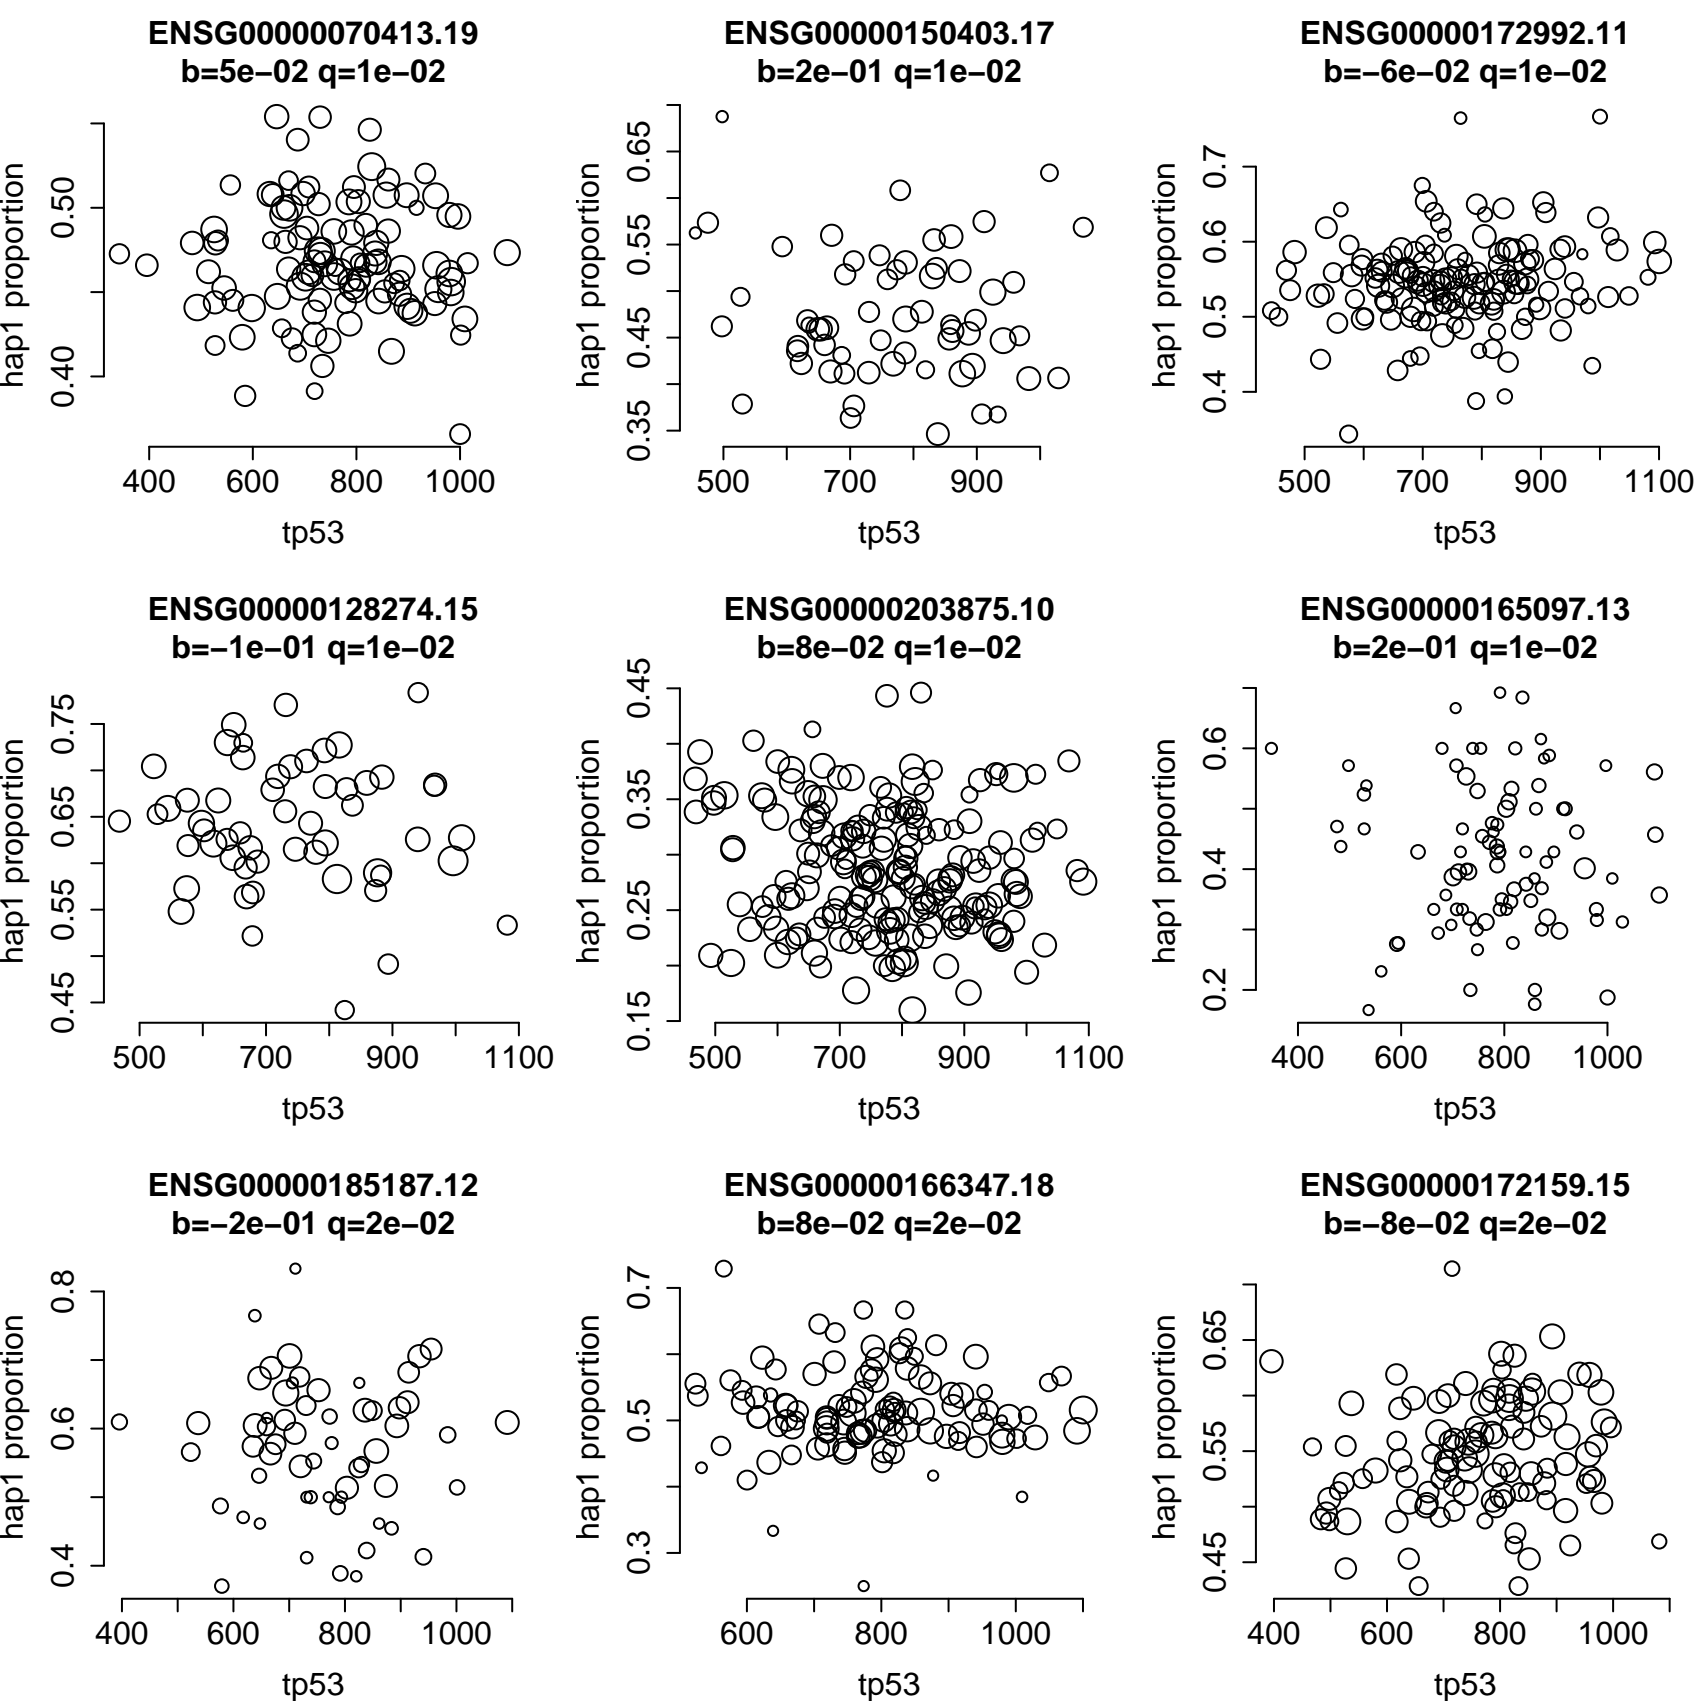 ENSG00000070413.19
b=5e−02 q=1e−02
hap1 proportion
0.40 0.50
400 600 800 1000
tp53
ENSG00000150403.17
b=2e−01 q=1e−02
hap1 proportion
0.35 0.45 0.55 0.65
500 700 900
tp53
ENSG00000172992.11
b=−6e−02 q=1e−02
hap1 proportion
0.4 0.5 0.6 0.7
500 700 900 1100
tp53
ENSG00000128274.15
b=−1e−01 q=1e−02
hap1 proportion
0.45 0.55 0.65 0.75
500 700 900 1100
tp53
ENSG00000203875.10
b=8e−02 q=1e−02
hap1 proportion
0.15 0.25 0.35 0.45
500 700 900 1100
tp53
ENSG00000165097.13
b=2e−01 q=1e−02
hap1 proportion
0.2 0.4 0.6
400 600 800 1000
tp53
ENSG00000185187.12
b=−2e−01 q=2e−02
hap1 proportion
0.4 0.6 0.8
400 600 800 1000
tp53
ENSG00000166347.18
b=8e−02 q=2e−02
hap1 proportion
0.3 0.5 0.7
600 800 1000
tp53
ENSG00000172159.15
b=−8e−02 q=2e−02
hap1 proportion
0.45 0.55 0.65
400 600 800 1000
tp53